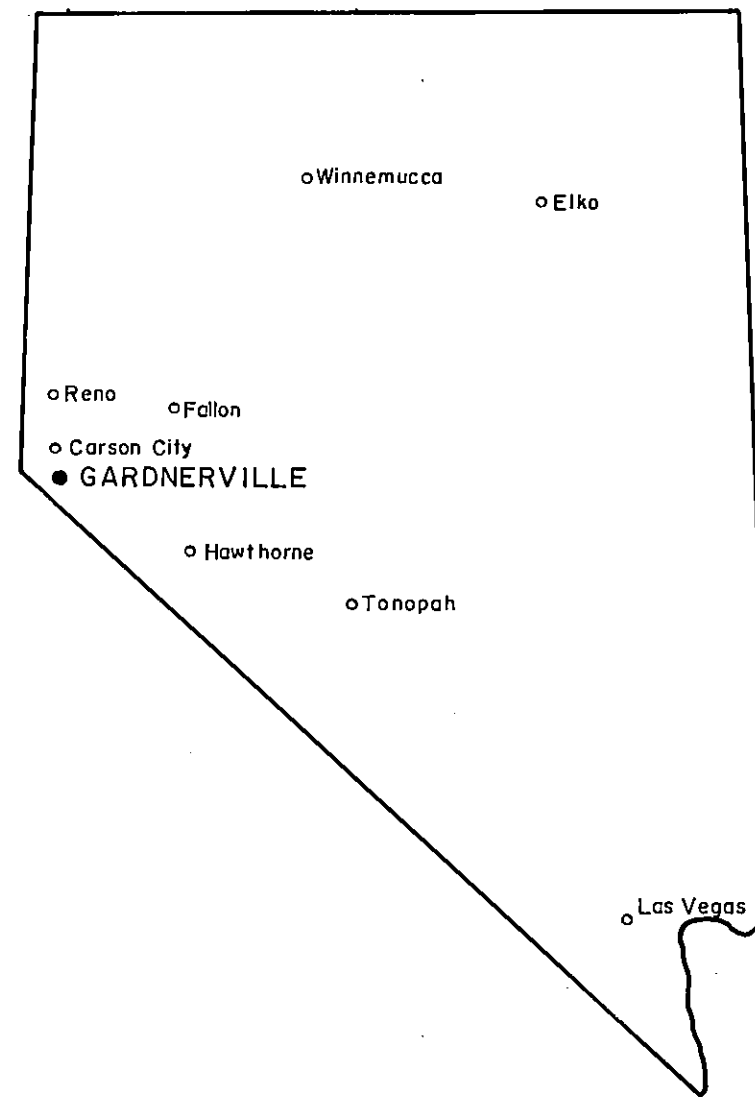 Winnemucca
Elko
Reno
Fallon
Carson City
GARDNERVILLE
Hawthorne
Tonopah
Las Vegas